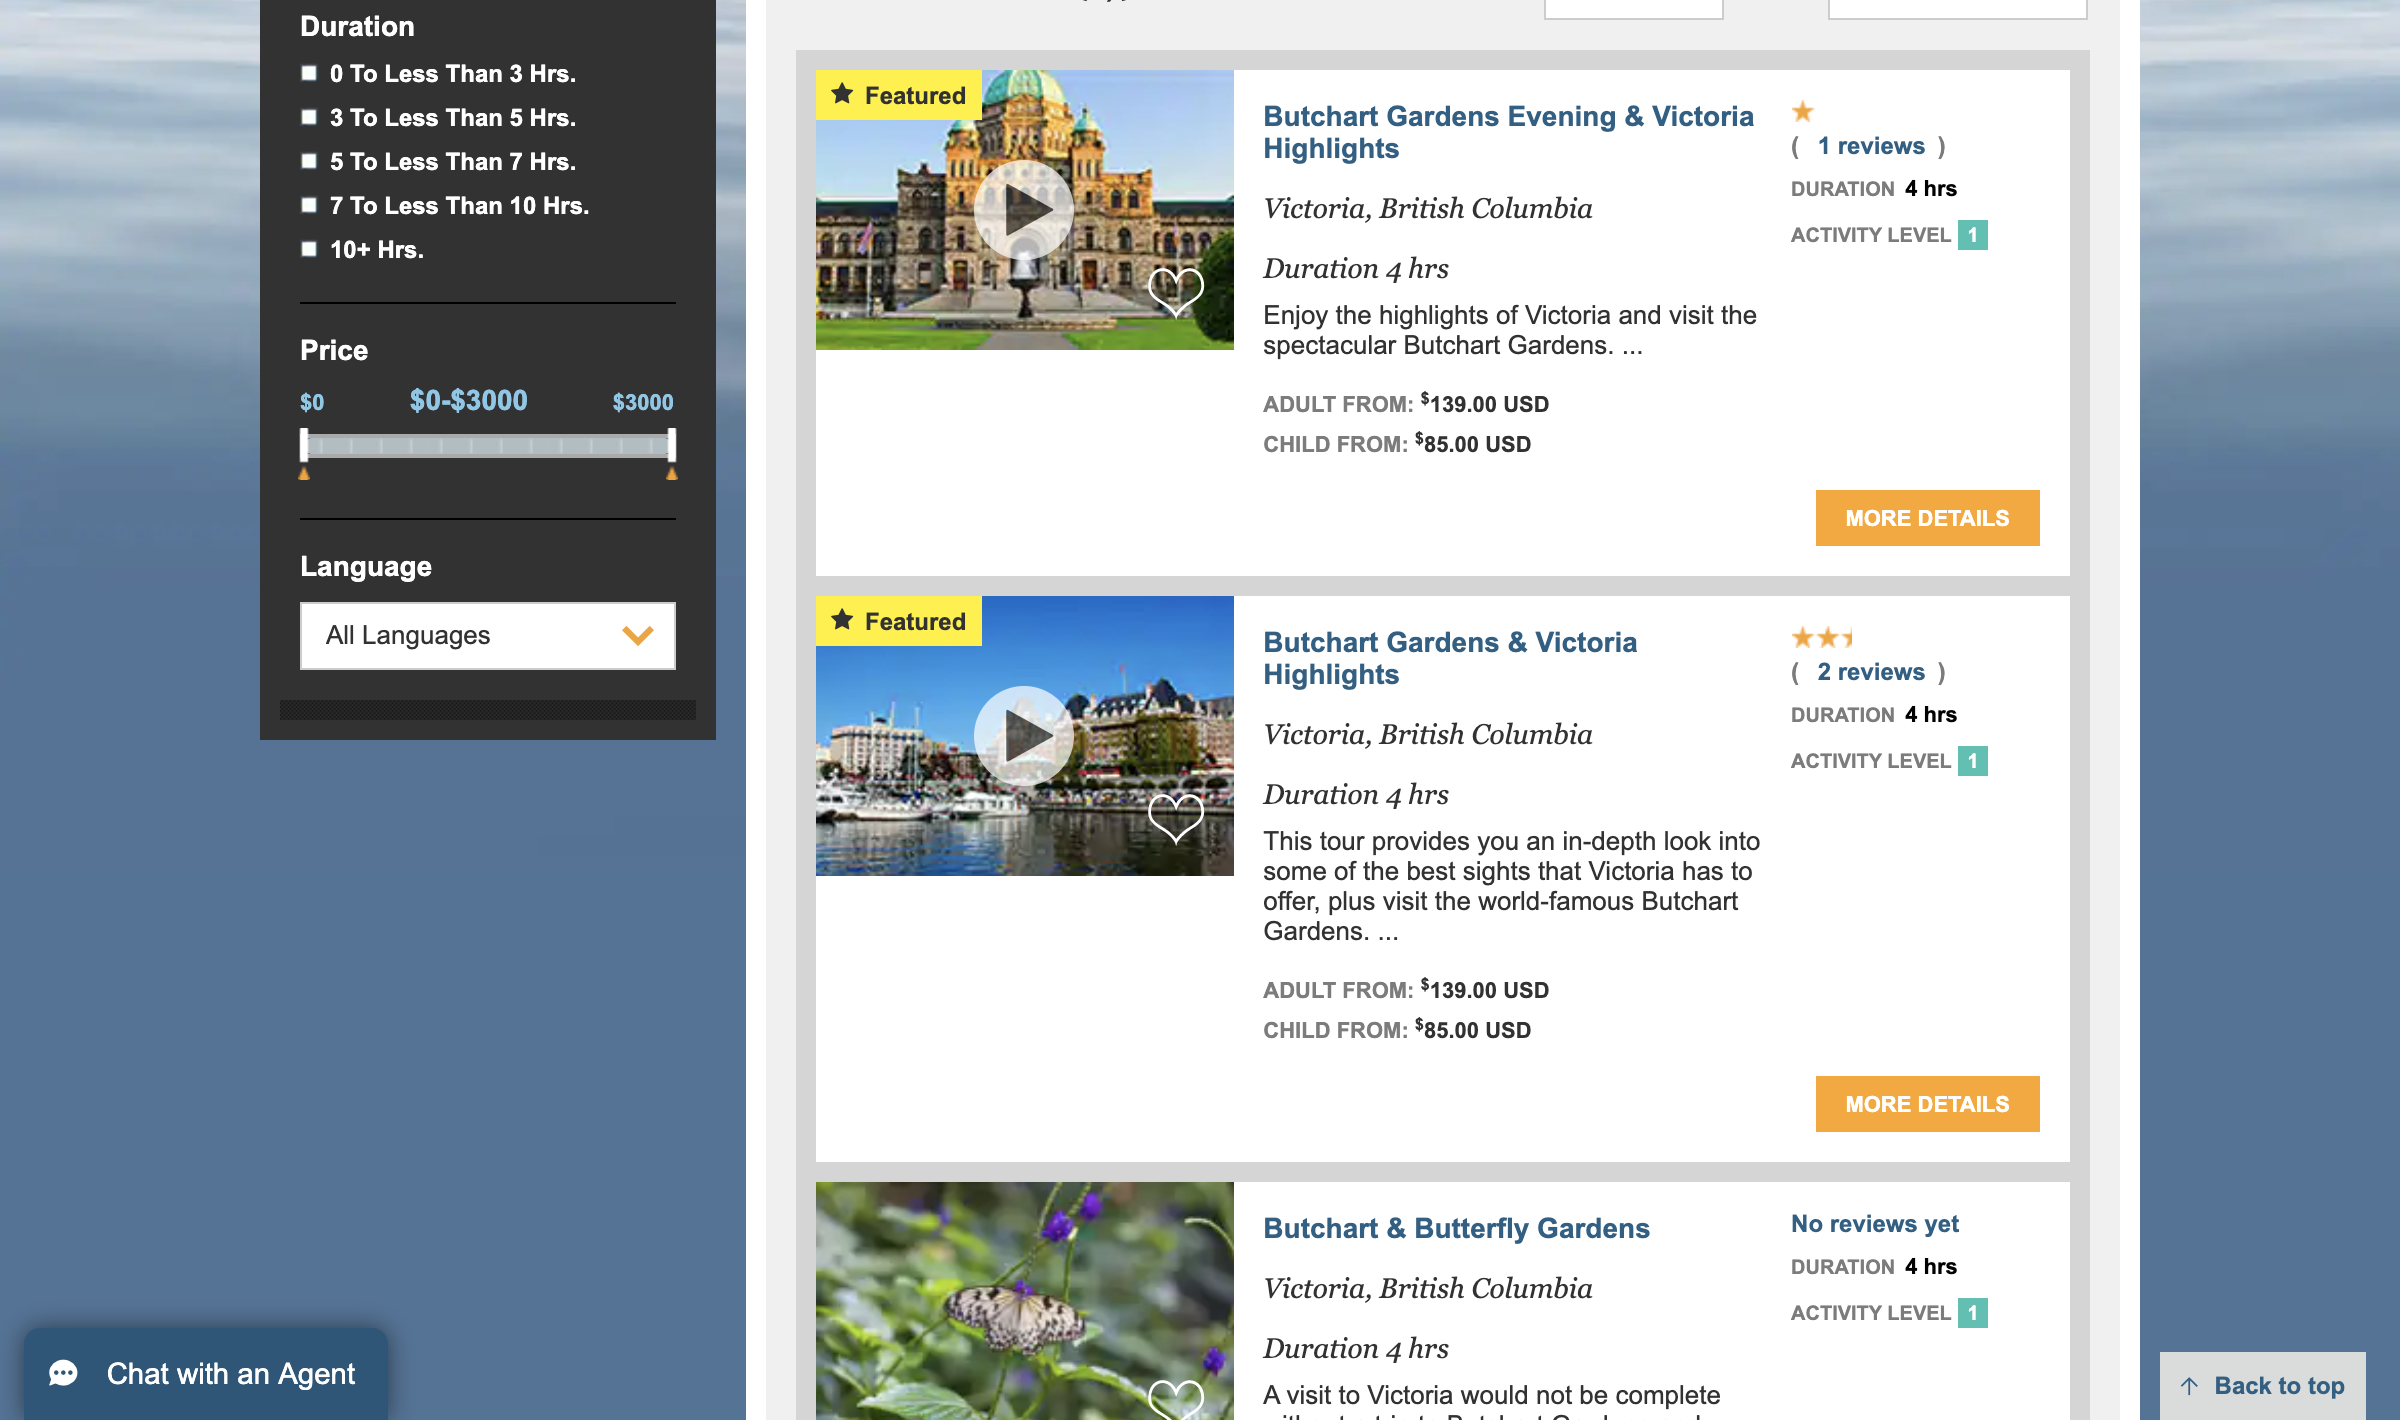 Duration
0 To Less Than 3 Hrs.
3 To Less Than 5 Hrs.
5 To Less Than 7 Hrs.
7 To Less Than 10 Hrs.
10+ Hrs.
Price
$0 $0-$3000 $3000
Language
All Languages
Chat with an Agent
Featured
Butchart Gardens Evening & Victoria
Highlights
Victoria, British Columbia
Duration 4 hrs
Enjoy the highlights of Victoria and visit the
spectacular Butchart Gardens. ...
ADULT FROM: $139.00 USD
CHILD FROM: $85.00 USD
( 1 reviews )
DURATION 4 hrs
ACTIVITY LEVEL 1
MORE DETAILS
Featured
Butchart Gardens & Victoria
Highlights
Victoria, British Columbia
Duration 4 hrs
This tour provides you an in-depth look into
some of the best sights that Victoria has to
offer, plus visit the world-famous Butchart
Gardens. ...
ADULT FROM: $139.00 USD
CHILD FROM: $85.00 USD
( 2 reviews )
DURATION 4 hrs
ACTIVITY LEVEL 1
MORE DETAILS
Butchart & Butterfly Gardens
Victoria, British Columbia
Duration 4 hrs
A visit to Victoria would not be complete
No reviews yet
DURATION 4 hrs
ACTIVITY LEVEL 1
Back to top